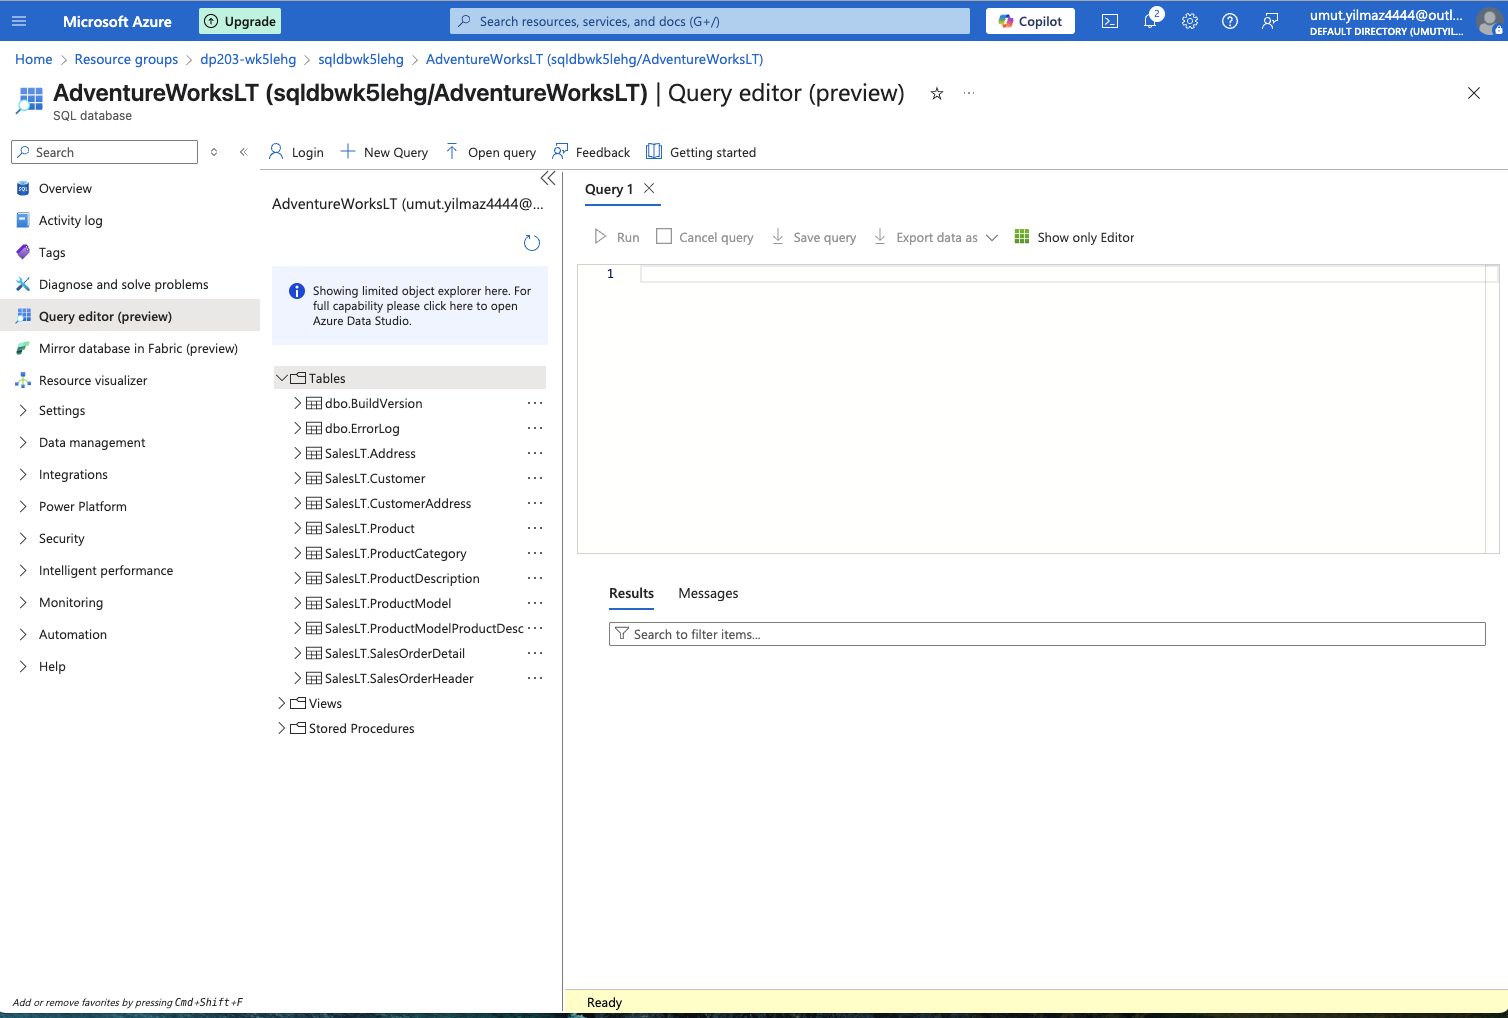 Microsoft Azure
Upgrade
Search resources, services, and docs (G+/)
Copilot
2
umut.yilmaz4444@outl...
DEFAULT DIRECTORY (UMUTYIL...
Home > Resource groups > dp203-wk5lehg > sqldbwk5lehg > AdventureWorksLT (sqldbwk5lehg/AdventureWorksLT)
AdventureWorksLT (sqldbwk5lehg/AdventureWorksLT) | Query editor (preview)
SQL database
Search
Overview
Activity log
Tags
Diagnose and solve problems
Query editor (preview)
Mirror database in Fabric (preview)
Resource visualizer
Settings
Data management
Integrations
Power Platform
Security
Intelligent performance
Monitoring
Automation
Help
Add or remove favorites by pressing Cmd+Shift+F
Login
New Query
Open query
Feedback
Getting started
AdventureWorksLT (umut.yilmaz4444@...
Showing limited object explorer here. For
full capability please click here to open
Azure Data Studio.
Tables
dbo.BuildVersion
dbo.ErrorLog
SalesLT.Address
SalesLT.Customer
SalesLT.CustomerAddress
SalesLT.Product
SalesLT.ProductCategory
SalesLT.ProductDescription
SalesLT.ProductModel
SalesLT.ProductModelProductDesc
SalesLT.SalesOrderDetail
SalesLT.SalesOrderHeader
Views
Stored Procedures
Query 1
Run
Cancel query
Save query
Export data as
Show only Editor
1
Results
Messages
Search to filter items...
Ready